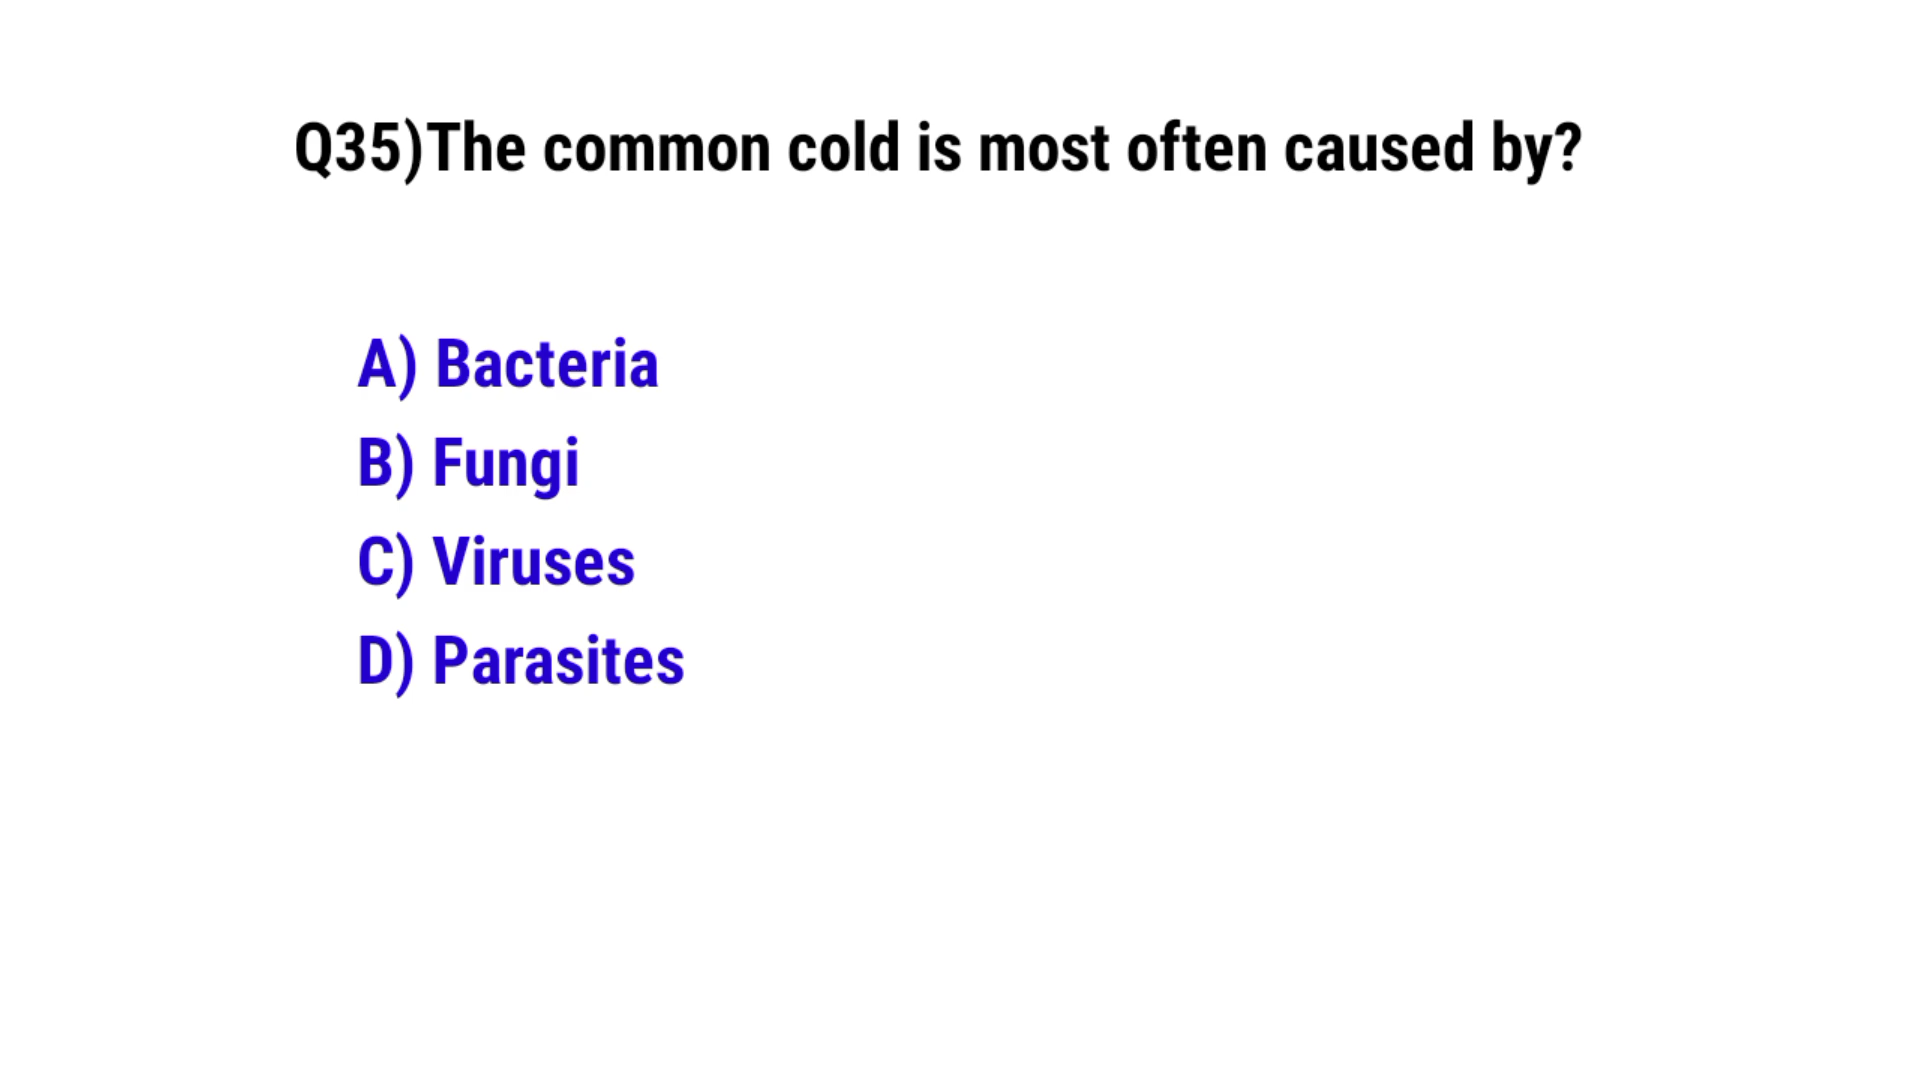 Q35)The common cold is most often caused by?
A) Bacteria
B) Fungi
C) Viruses
D) Parasites